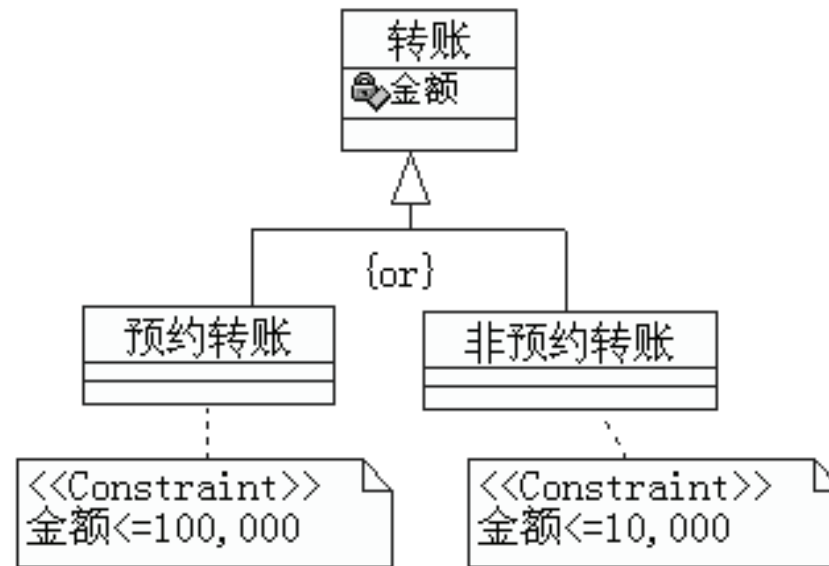 转账
金额
{or}
预约转账
非预约转账
<<Constraint>>
金额<=100,000
<<Constraint>>
金额<=10,000